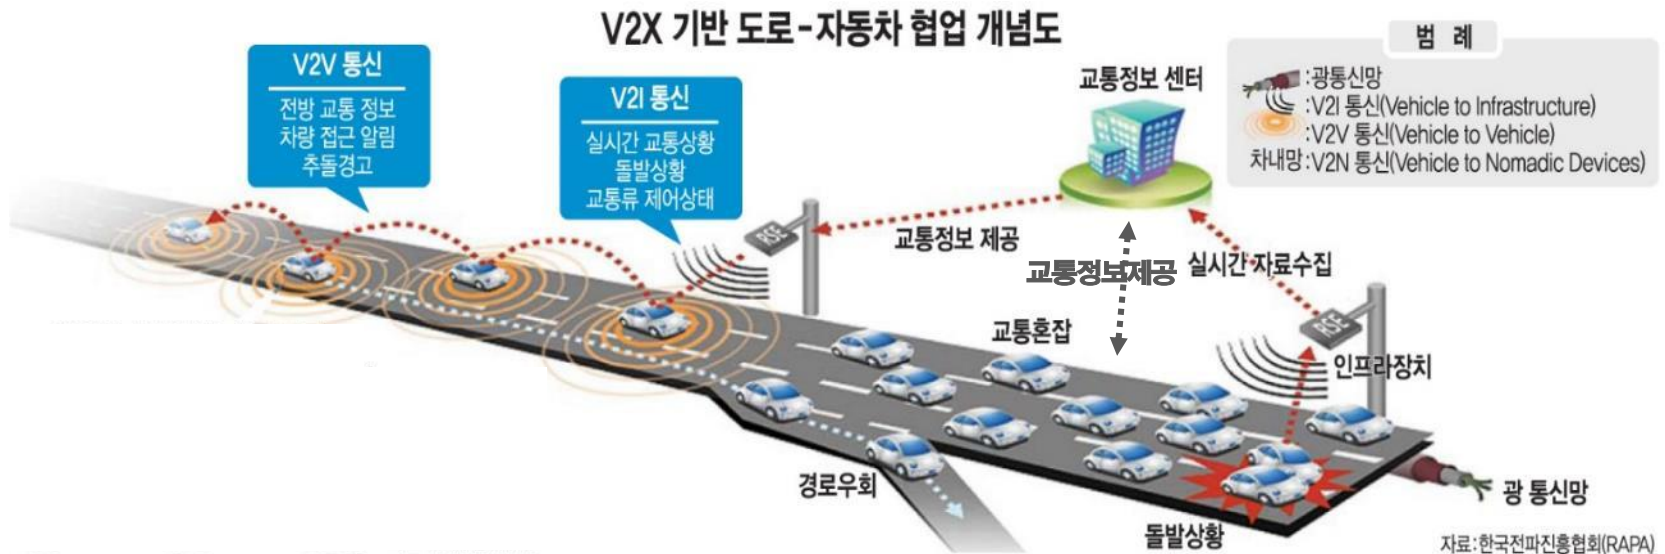 V2X 기반 도로-자동차 협업 개념도
V2V 통신
전방 교통 정보
차량 접근 알림
추돌경고
V2I 통신
실시간 교통상황
돌발상황
교통류 제어상태
교통정보 센터
범 례
:광통신망
:V2I 통신(Vehicle to Infrastructure)
:V2V 통신(Vehicle to Vehicle)
차내망:V2N 통신(Vehicle to Nomadic Devices)
RSE
교통정보 제공
교통정보제공
실시간 자료수집
RSE
교통혼잡
인프라장치
경로우회
광 통신망
돌발상황
자료:한국전파진흥협회(RAPA)